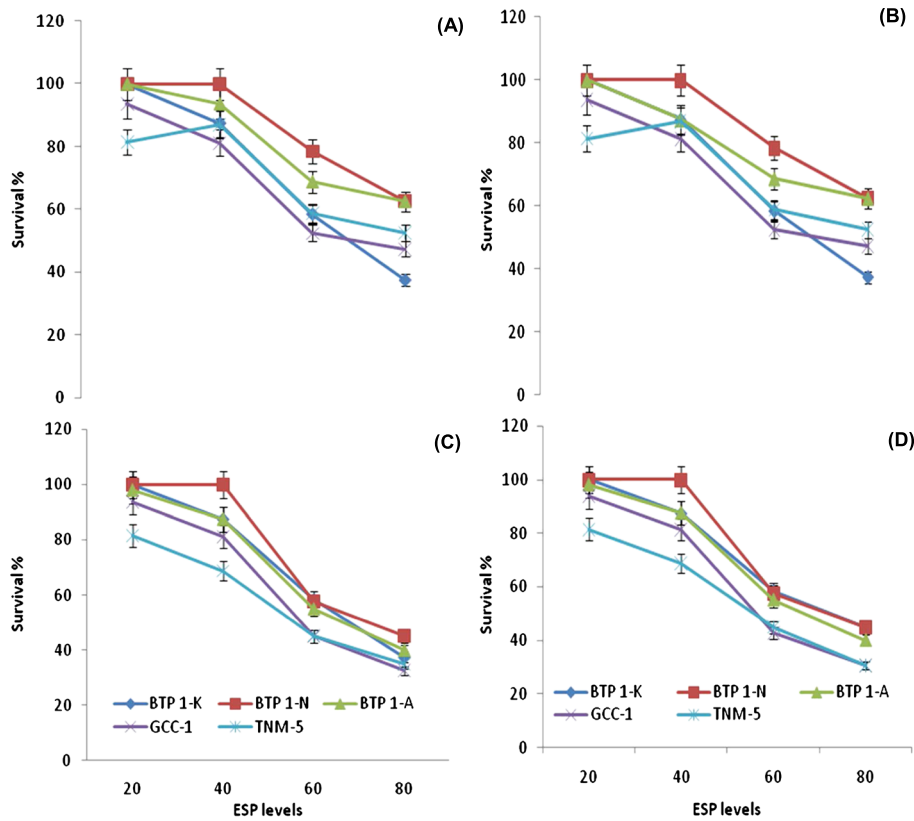 (A)
120
100
80
60
40
20
0
Survival %
(B)
120
100
80
60
40
20
0
Survival %
(C)
120
100
80
60
40
20
0
Survival %
BTP 1-K BTP 1-N BTP 1-A
GCC-1 TNM-5
20 40 60 80
ESP levels
(D)
120
100
80
60
40
20
0
Survival %
BTP 1-K BTP 1-N BTP 1-A
GCC-1 TNM-5
20 40 60 80
ESP levels